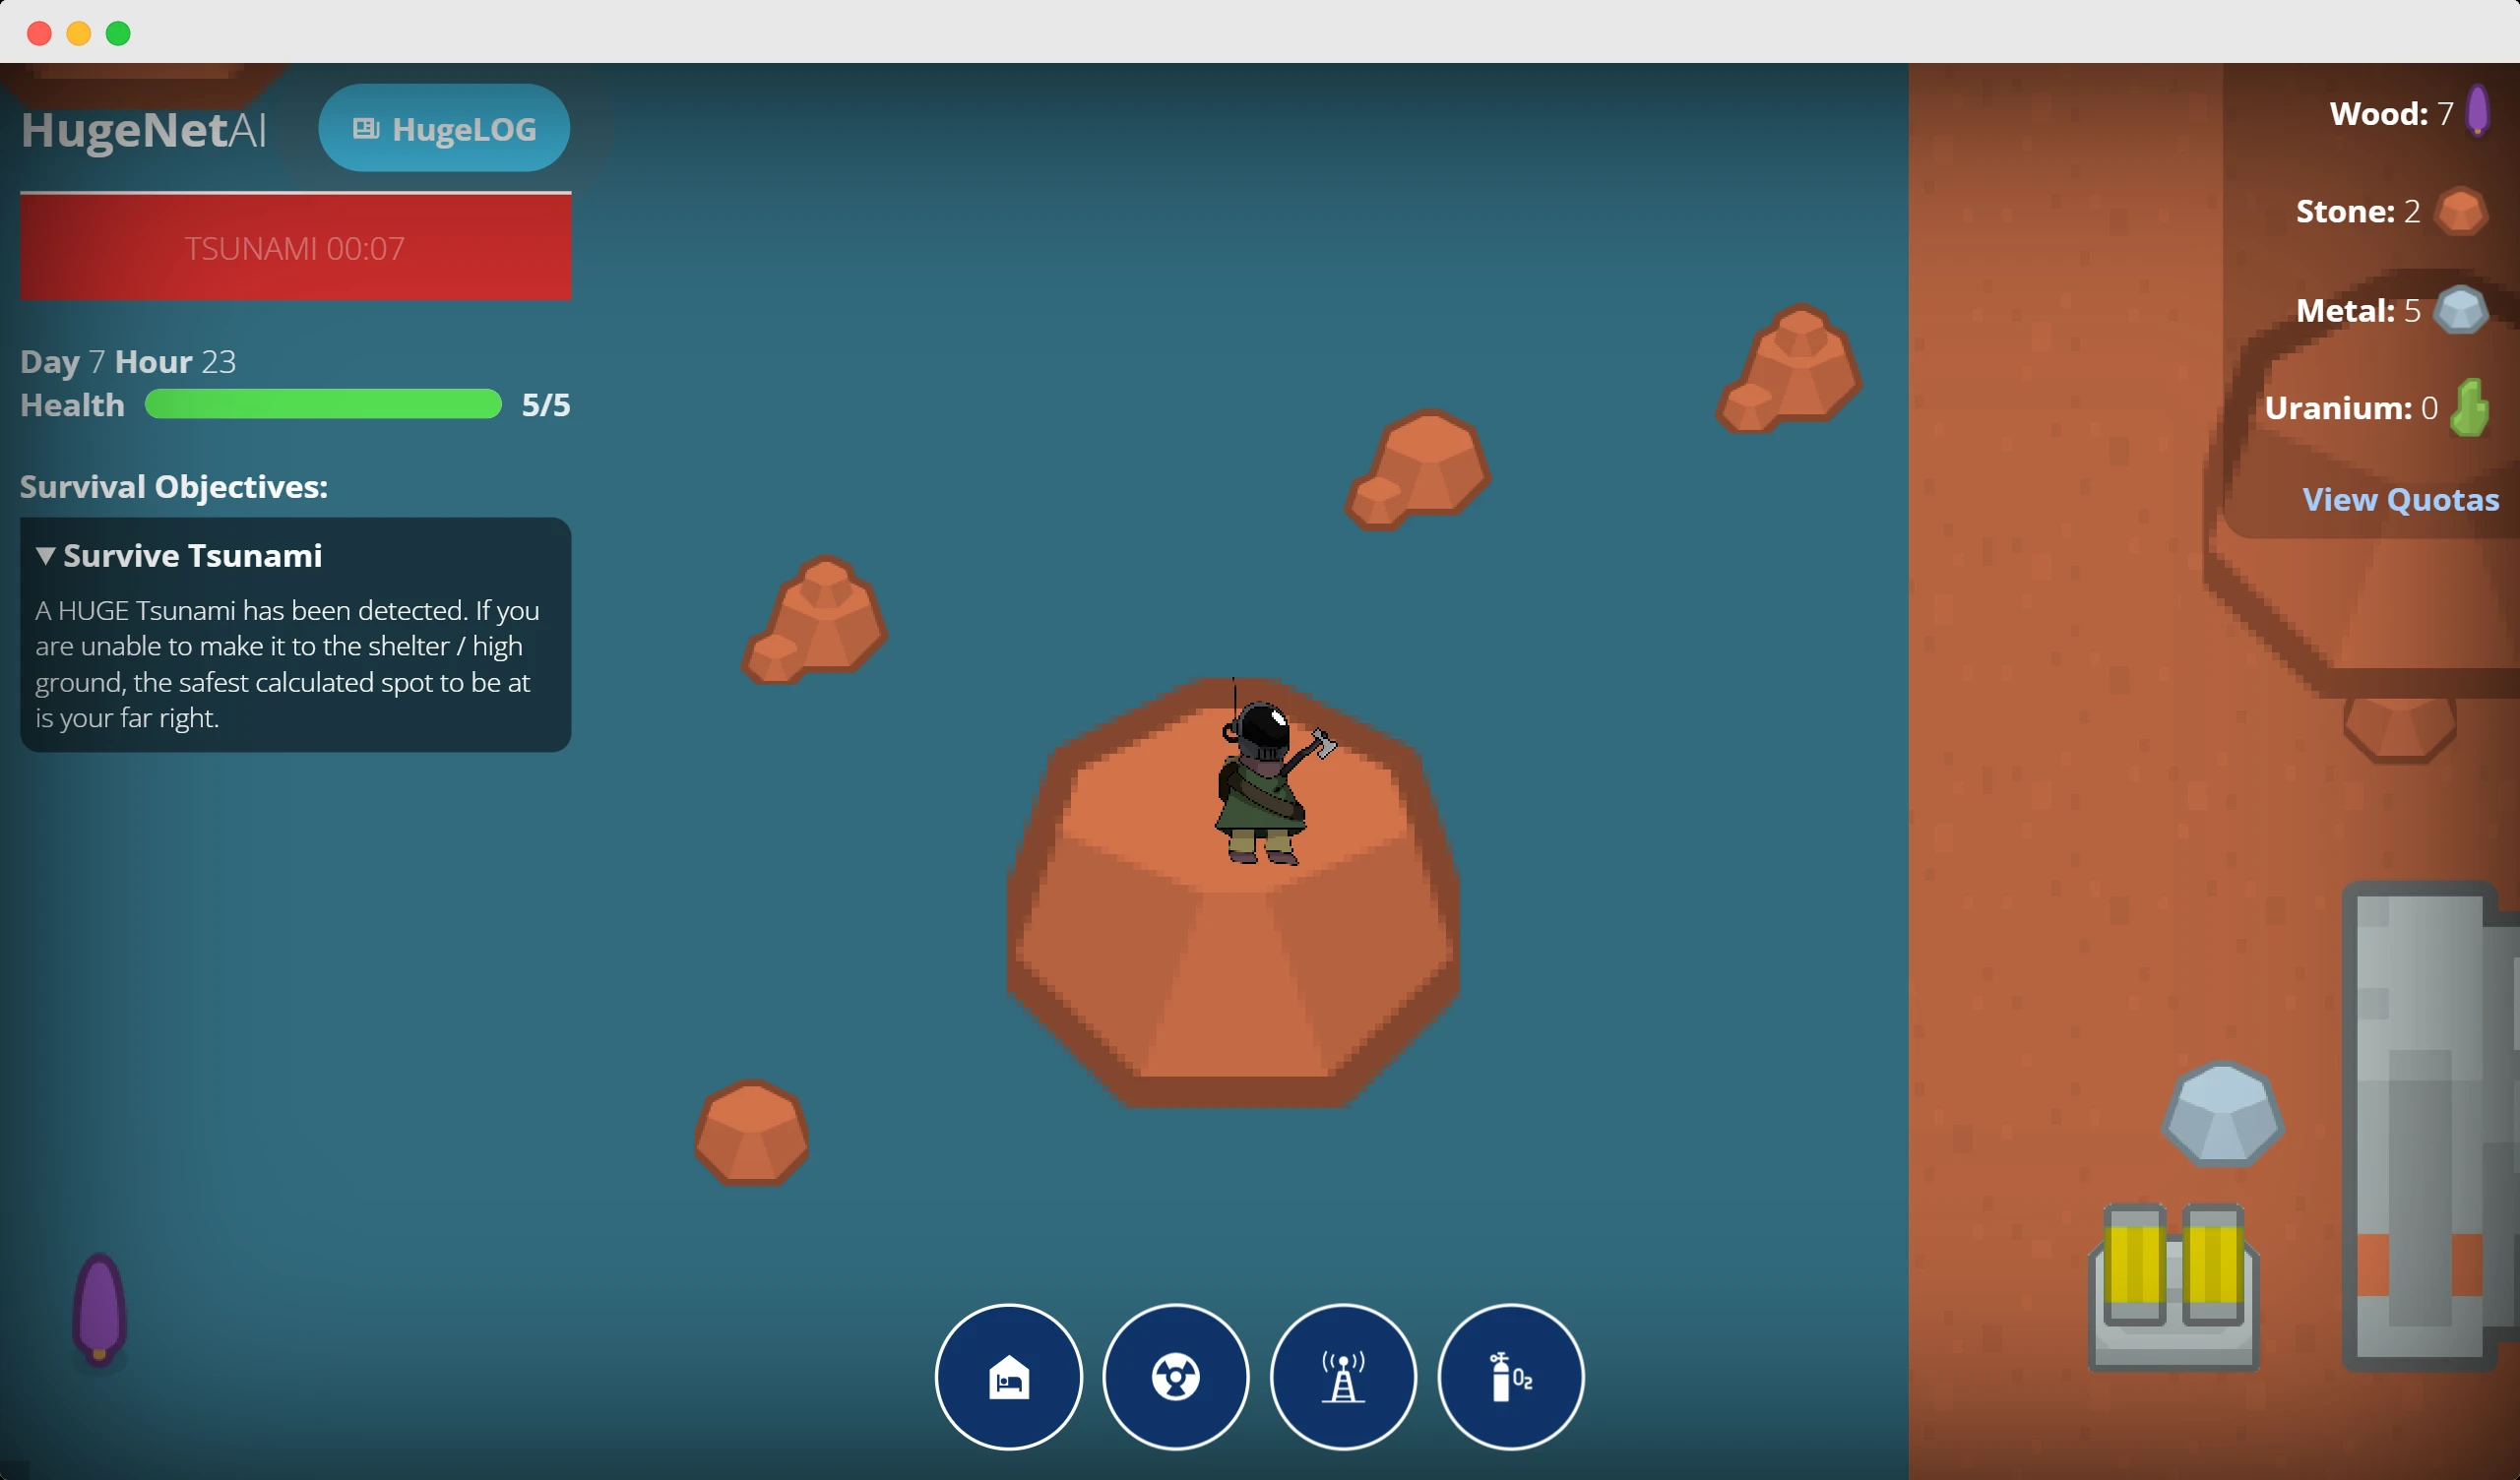 HugeNetAI
HugeLOG
TSUNAMI 00:07
Day 7 Hour 23
Health 5/5
Survival Objectives:
▼ Survive Tsunami
A HUGE Tsunami has been detected. If you
are unable to make it to the shelter / high
ground, the safest calculated spot to be at
is your far right.
Wood: 7
Stone: 2
Metal: 5
Uranium: 0
View Quotas
O2